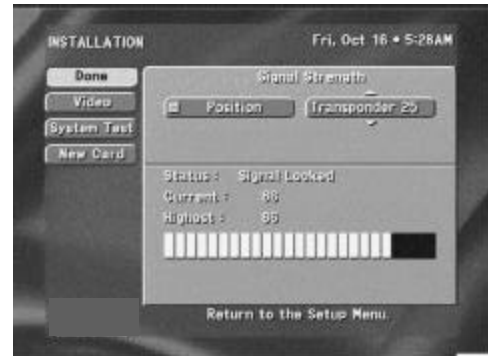 INSTALLATION
Fri, Oct 16 • 5:28AM
Done
Video
System Test
New Card
Signal Strength
Position
Transponder 25
Status : Signal Locked
Current : 86
Highest : 86
Return to the Setup Menu.